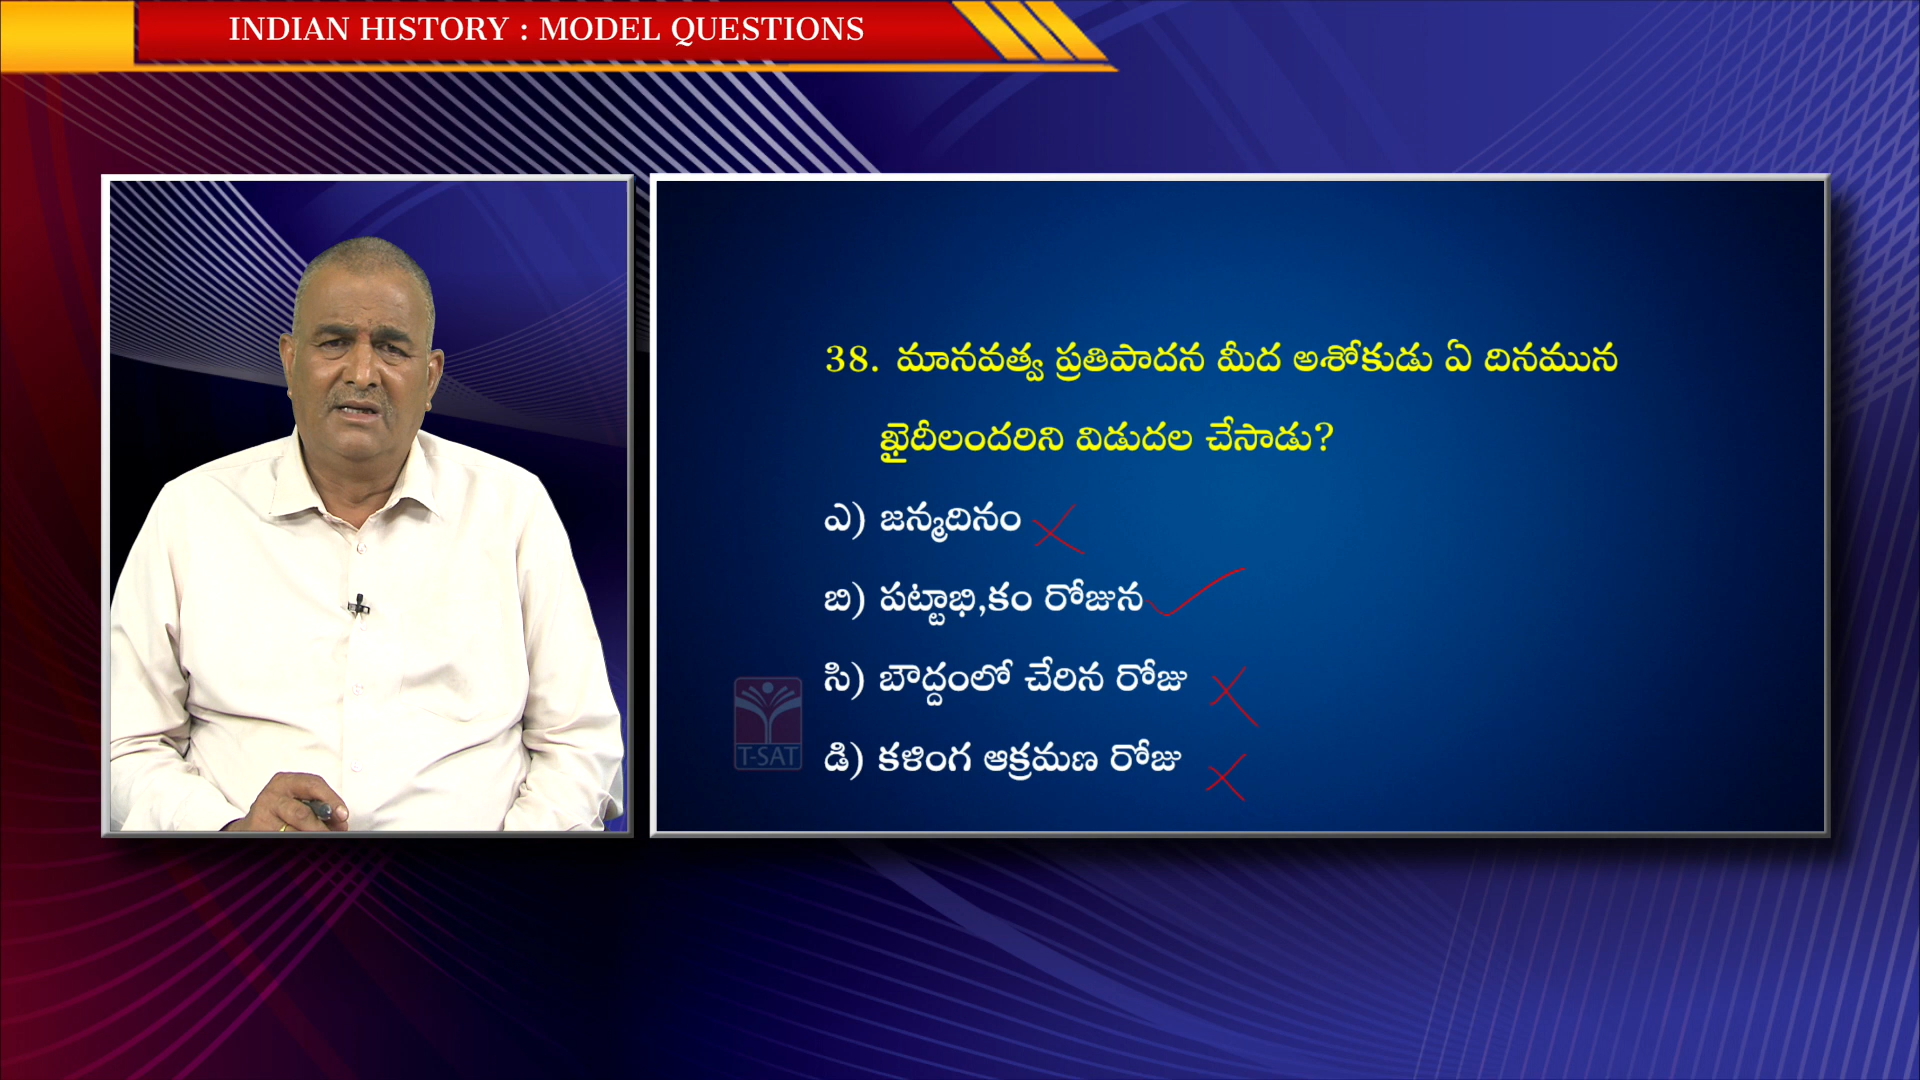 INDIAN HISTORY : MODEL QUESTIONS
38. మానవత్వ ప్రతిపాదన మీద అశోకుడు ఏ దినమున
ఖైదీలందరిని విడుదల చేసాడు?
ఎ) జన్మదినం
బి) పట్టాభి,కం రోజున
సి) బౌద్దంలో చేరిన రోజు
డి) కళింగ ఆక్రమణ రోజు
T-SAT